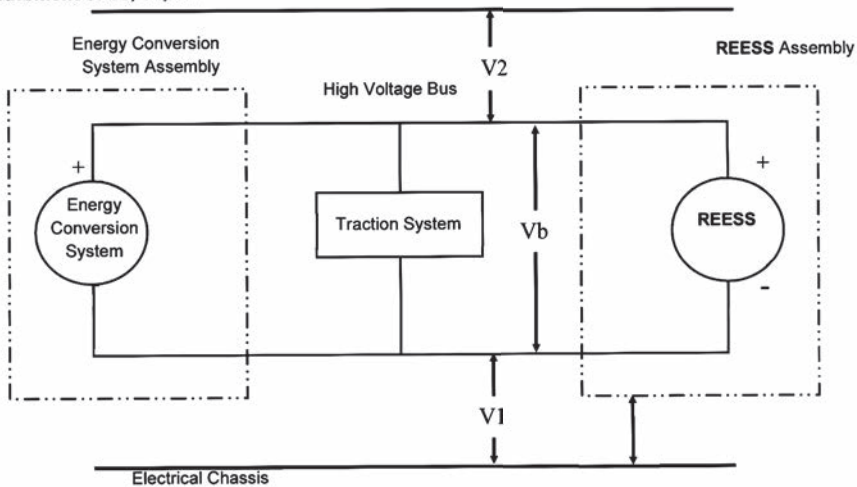 Energy Conversion
System Assembly
REESS Assembly
V2
High Voltage Bus
+
+
Energy
Conversion
System
Traction System
Vb
REESS
-
V1
Electrical Chassis